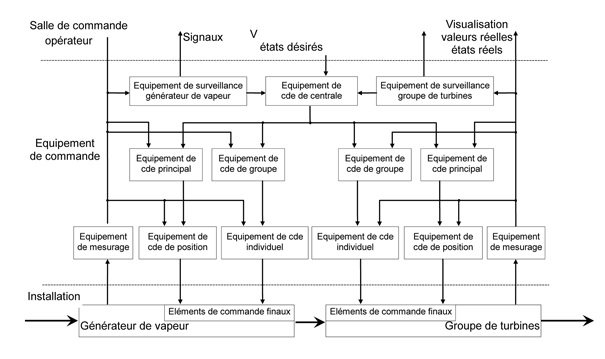 Salle de commande
opérateur
Signaux
V
états désirés
Visualisation
valeurs réelles
états réels
Equipement de surveillance
générateur de vapeur
Equipement de
cde de centrale
Equipement de surveillance
groupe de turbines
Equipement
de commande
Equipement de
cde principal
Equipement de
cde de groupe
Equipement de
cde de groupe
Equipement de
cde principal
Equipement
de mesurage
Equipement de
cde de position
Equipement de cde
individuel
Equipement de cde
individuel
Equipement de
cde de position
Equipement
de mesurage
Installation
Eléments de commande finaux
Générateur de vapeur
Eléments de commande finaux
Groupe de turbines